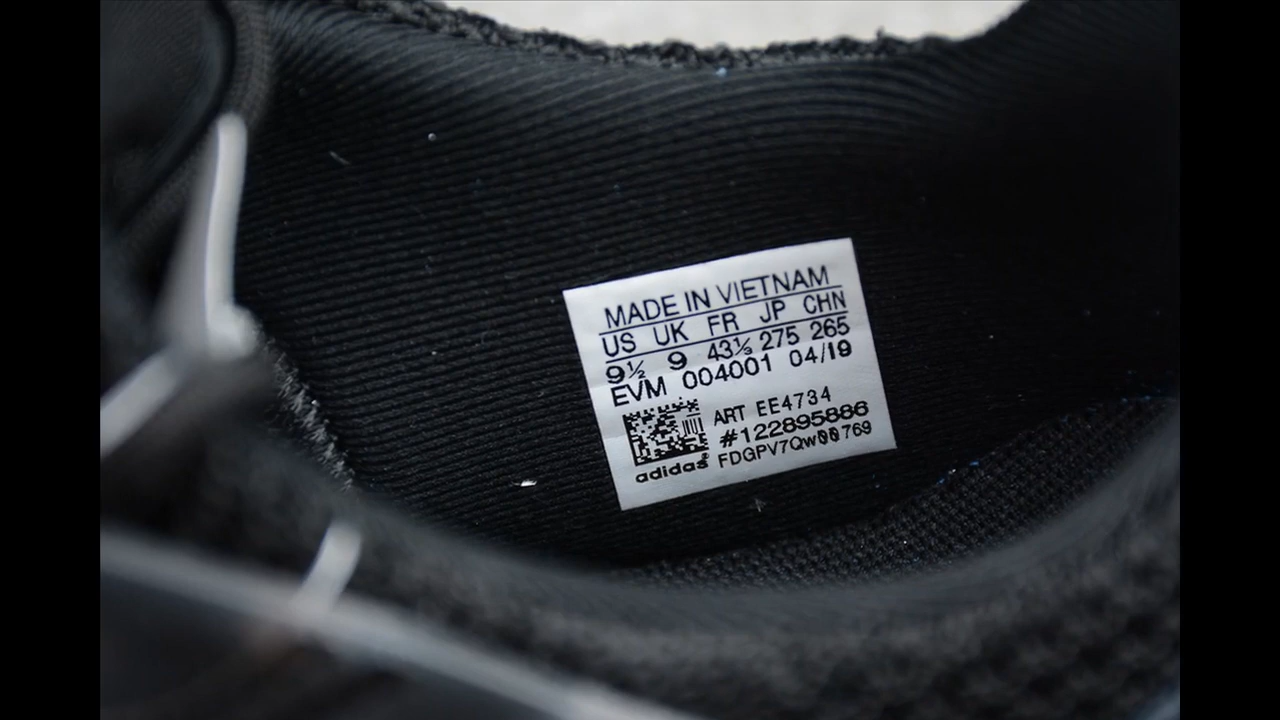 MADE IN VIETNAM
US UK FR JP CHN
9½ 9 43⅓ 275 265
EVM 004001 04/19
ART EE4734
#122895886
FDGPV7Qw00769
adidas